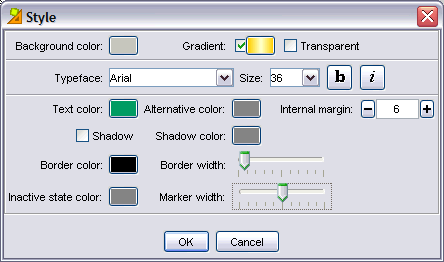 Style
Background color: Gradient: Transparent
Typeface: Arial Size: 36 b i
Text color: Alternative color: Internal margin: 6
Shadow Shadow color:
Border color: Border width:
Inactive state color: Marker width:
OK Cancel